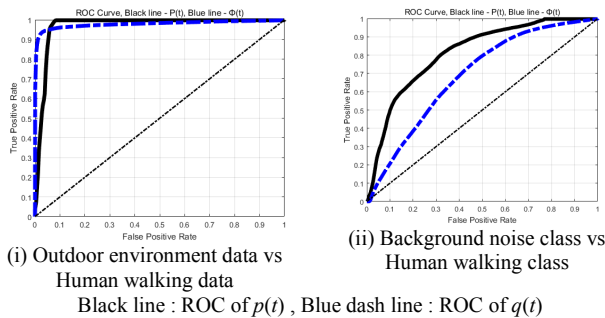 ROC Curve, Black line - P(t), Blue line - Φ(t)
True Positive Rate
1
0.9
0.8
0.7
0.6
0.5
0.4
0.3
0.2
0.1
0
0 0.1 0.2 0.3 0.4 0.5 0.6 0.7 0.8 0.9 1
False Positive Rate
(i) Outdoor environment data vs
Human walking data
ROC Curve, Black line - P(t), Blue line - Φ(t)
True Positive Rate
1
0.9
0.8
0.7
0.6
0.5
0.4
0.3
0.2
0.1
0
0 0.1 0.2 0.3 0.4 0.5 0.6 0.7 0.8 0.9 1
False Positive Rate
(ii) Background noise class vs
Human walking class
Black line : ROC of p(t) , Blue dash line : ROC of q(t)